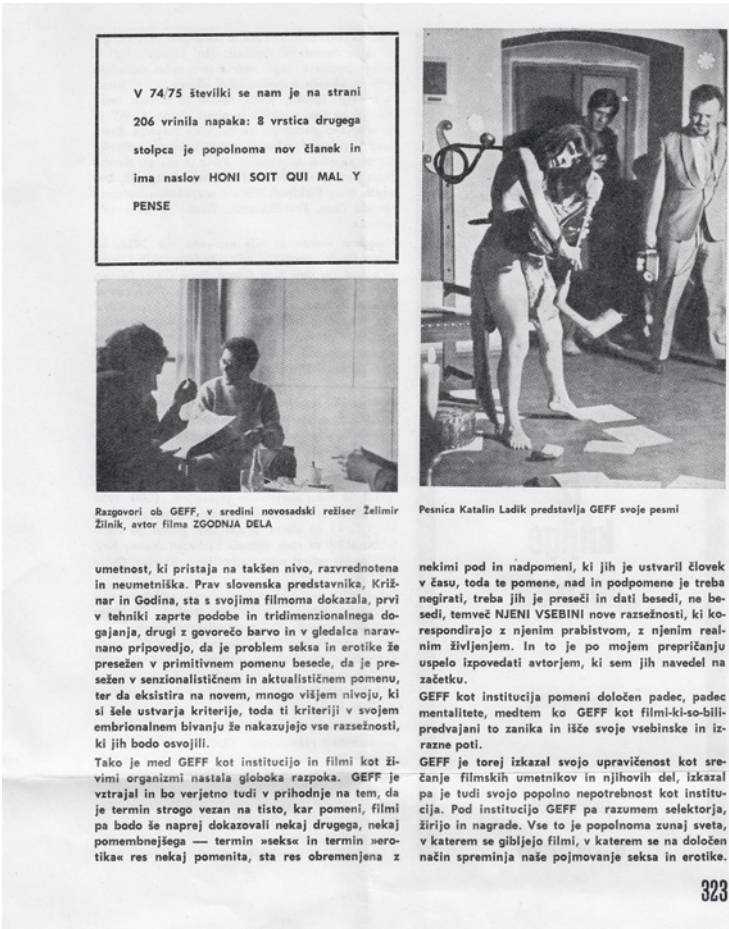 V 74/75 številki se nam je na strani
206 vrinila napaka: 8 vrstica drugega
stolpca je popolnoma nov članek in
ima naslov HONI SOIT QUI MAL Y
PENSE
Razgovori ob GEFF, v sredini novosadski režiser Želimir
Žilnik, avtor filma ZGODNJA DELA
Pesnica Katalin Ladik predstavlja GEFF svoje pesmi
umetnost, ki pristaja na takšen nivo, razvrednotena
in neumetniška. Prav slovenska predstavnika, Križ-
nar in Godina, sta s svojima filmoma dokazala, prvi
v tehniki zaprte podobe in tridimenzionalnega do-
gajanja, drugi z govorečo barvo in v gledalca narav-
nano pripovedjo, da je problem seksa in erotike že
presežen v primitivnem pomenu besede, da je pre-
sežen v senzionalističnem in aktualističnem pomenu,
ter da eksistira na novem, mnogo višjem nivoju, ki
si šele ustvarja kriterije, toda ti kriteriji v svojem
embrionalnem bivanju že nakazujejo vse razsežnosti,
ki jih bodo osvojili.
Tako je med GEFF kot institucijo in filmi kot ži-
vimi organizmi nastala globoka razpoka. GEFF je
vztrajal in bo verjetno tudi v prihodnje na tem, da
je termin strogo vezan na tisto, kar pomeni, filmi
pa bodo še naprej dokazovali nekaj drugega, nekaj
pomembnejšega — termin »seks« in termin »ero-
tika« res nekaj pomenita, sta res obremenjena z
nekimi pod in nadpomeni, ki jih je ustvaril človek
v času, toda te pomene, nad in podpomene je treba
negirati, treba jih je preseči in dati besedi, ne be-
sedi, temveč NJENI VSEBINI nove razsežnosti, ki ko-
respondirajo z njenim prabistvom, z njenim real-
nim življenjem. In to je po mojem prepričanju
uspelo izpovedati avtorjem, ki sem jih navedel na
začetku.
GEFF kot institucija pomeni določen padec, padec
mentalitete, medtem ko GEFF kot filmi-ki-so-bili-
predvajani to zanika in išče svoje vsebinske in iz-
razne poti.
GEFF je torej izkazal svojo upravičenost kot sre-
čanje filmskih umetnikov in njihovih del, izkazal
pa je tudi svojo popolno nepotrebnost kot institu-
cija. Pod institucijo GEFF pa razumem selektorja,
žirijo in nagrade. Vse to je popolnoma zunaj sveta,
v katerem se gibljejo filmi, v katerem se na določen
način spreminja naše pojmovanje seksa in erotike.
323